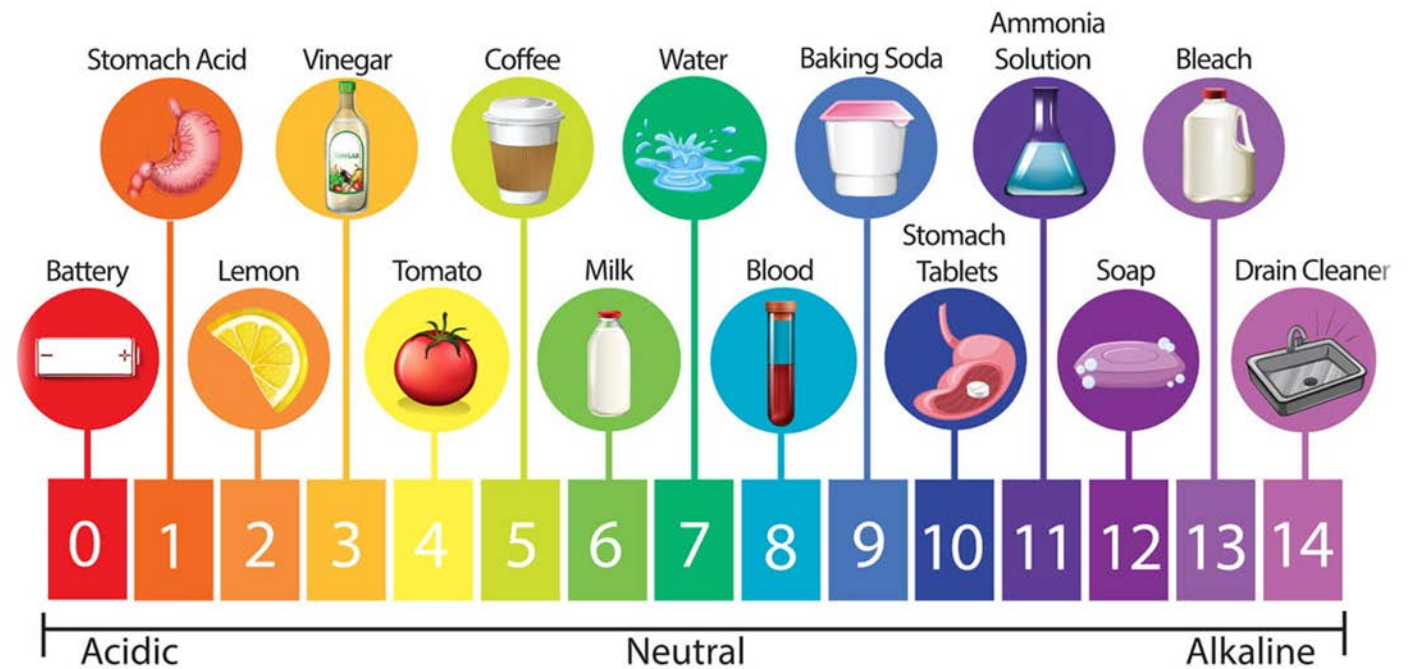 Ammonia
Stomach Acid Vinegar Coffee Water Baking Soda Solution Bleach
VINEGAR
Stomach
Battery Lemon Tomato Milk Blood Tablets Soap Drain Cleaner
− +
0 1 2 3 4 5 6 7 8 9 10 11 12 13 14
Acidic Neutral Alkaline